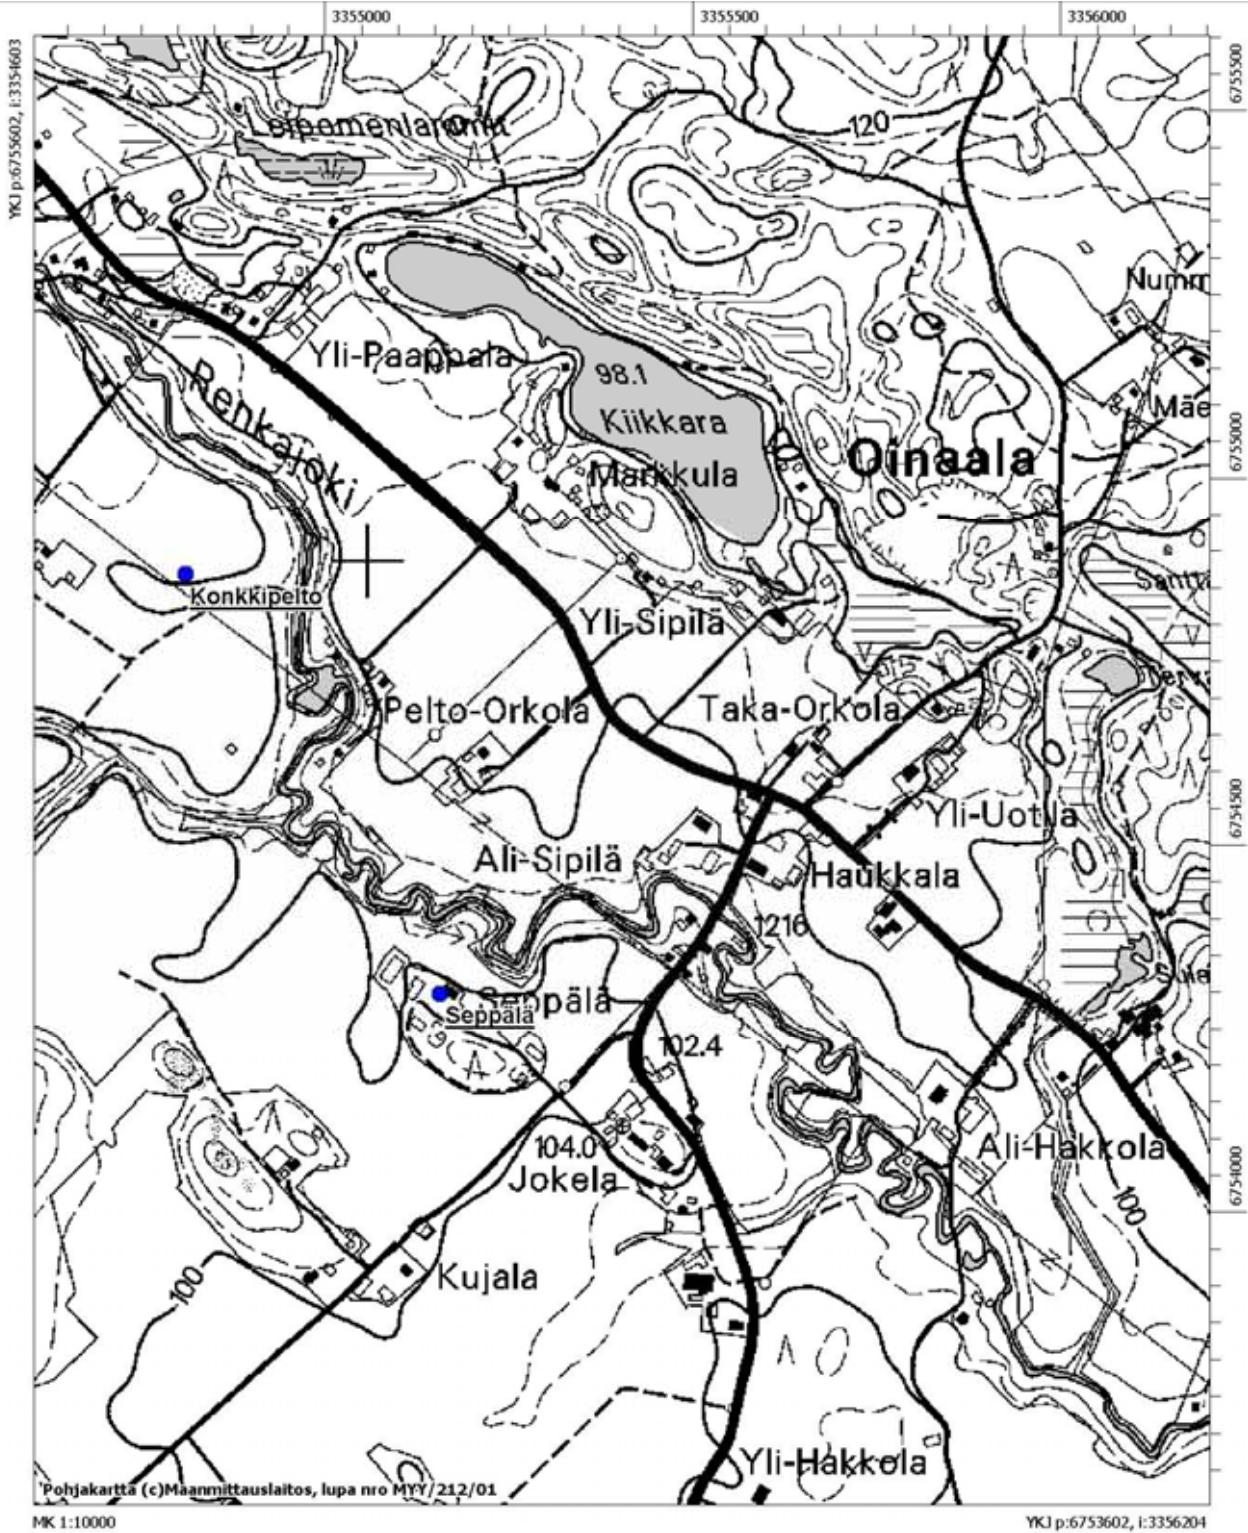 3355000
3355500
3356000
YKJ p:6755602, i:3354603
6755500
120
Numm
Yli-Paappala
98.1
Kiikkara
Renkajoki
Mäe
6755000
Oinaala
Markkula
Konkkipelto
Yli-Sipilä
Pelto-Orkola
Taka-Orkola
6754500
Yli-Uotila
Ali-Sipilä
Haukkala
1216
Seppälä
Seppälä
102.4
104.0
Jokela
Ali-Hakkola
6754000
100
100
Kujala
Yli-Hakkola
Pohjakartta (c)Maanmittauslaitos, lupa nro MYY/212/01
MK 1:10000
YKJ p:6753602, i:3356204